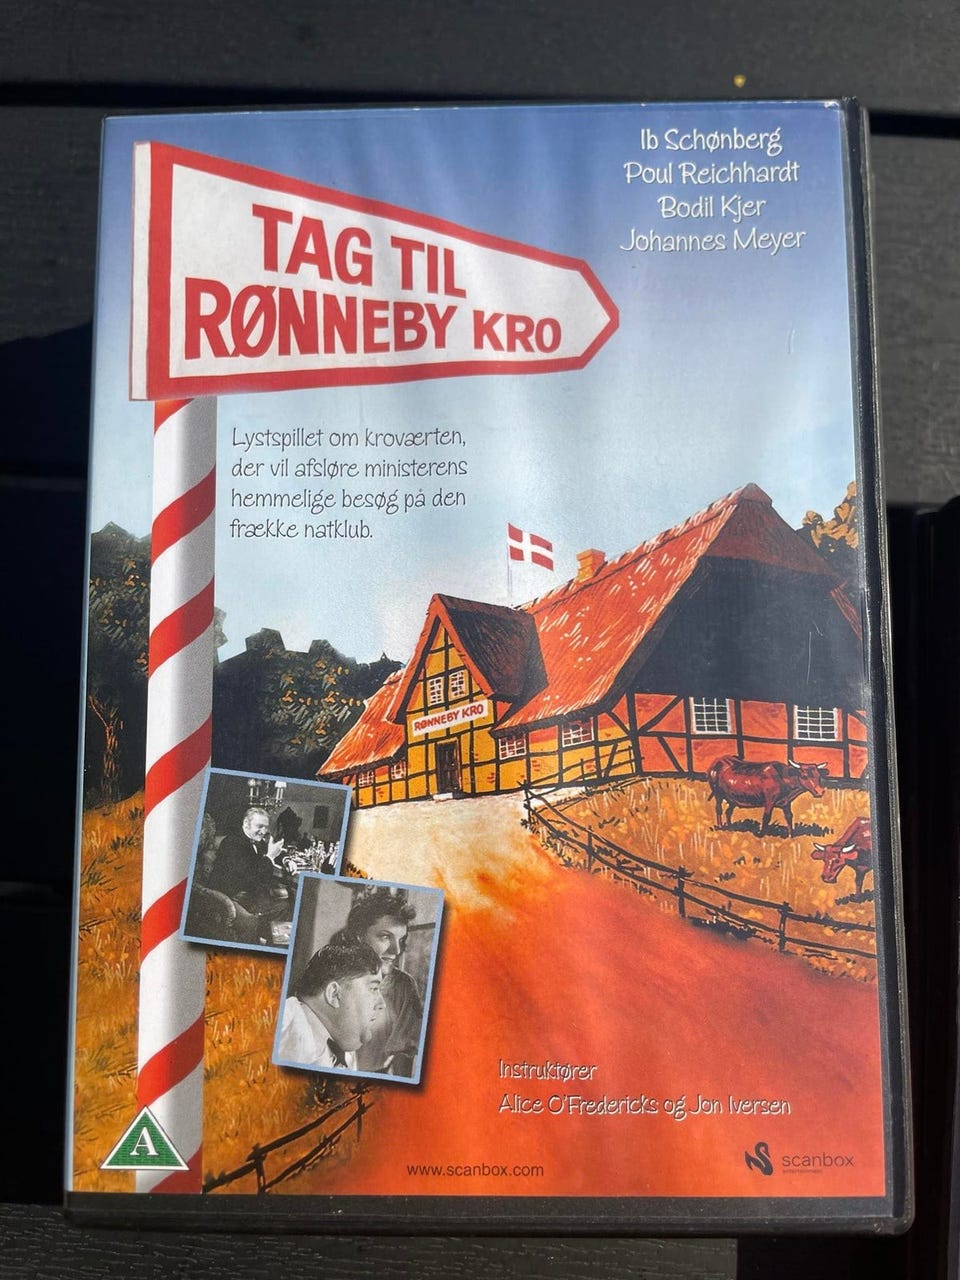 Ib Schønberg
Poul Reichhardt
Bodil Kjer
Johannes Meyer
TAG TIL
RØNNEBY KRO
Lystspillet om kroværten,
der vil afsløre ministerens
hemmelige besøg på den
frække natklub.
RØNNEBY KRO
Instruktører
Alice O'Fredericks og Jon Iversen
A
www.scanbox.com
scanbox
entertainment